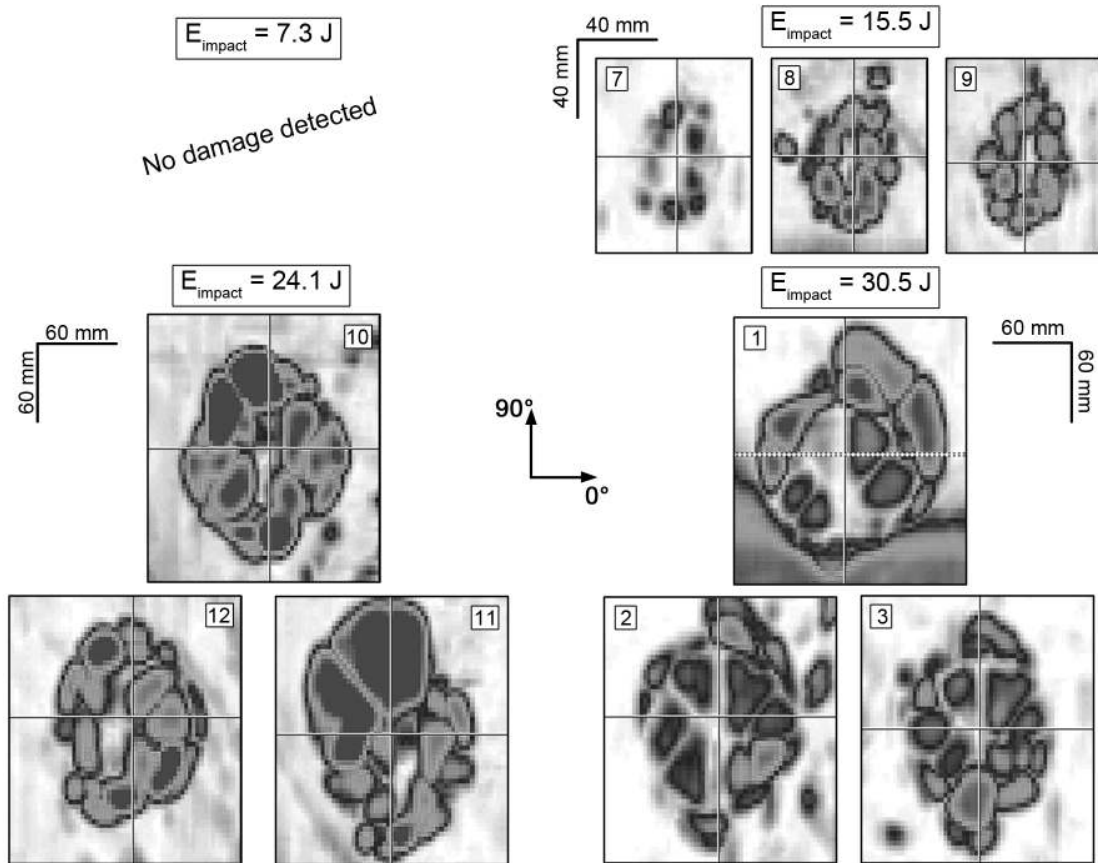 E_impact = 7.3 J
No damage detected
40 mm
40 mm
E_impact = 15.5 J
7
8
9
E_impact = 24.1 J
60 mm
60 mm
10
12
11
90°
0°
E_impact = 30.5 J
60 mm
60 mm
1
2
3